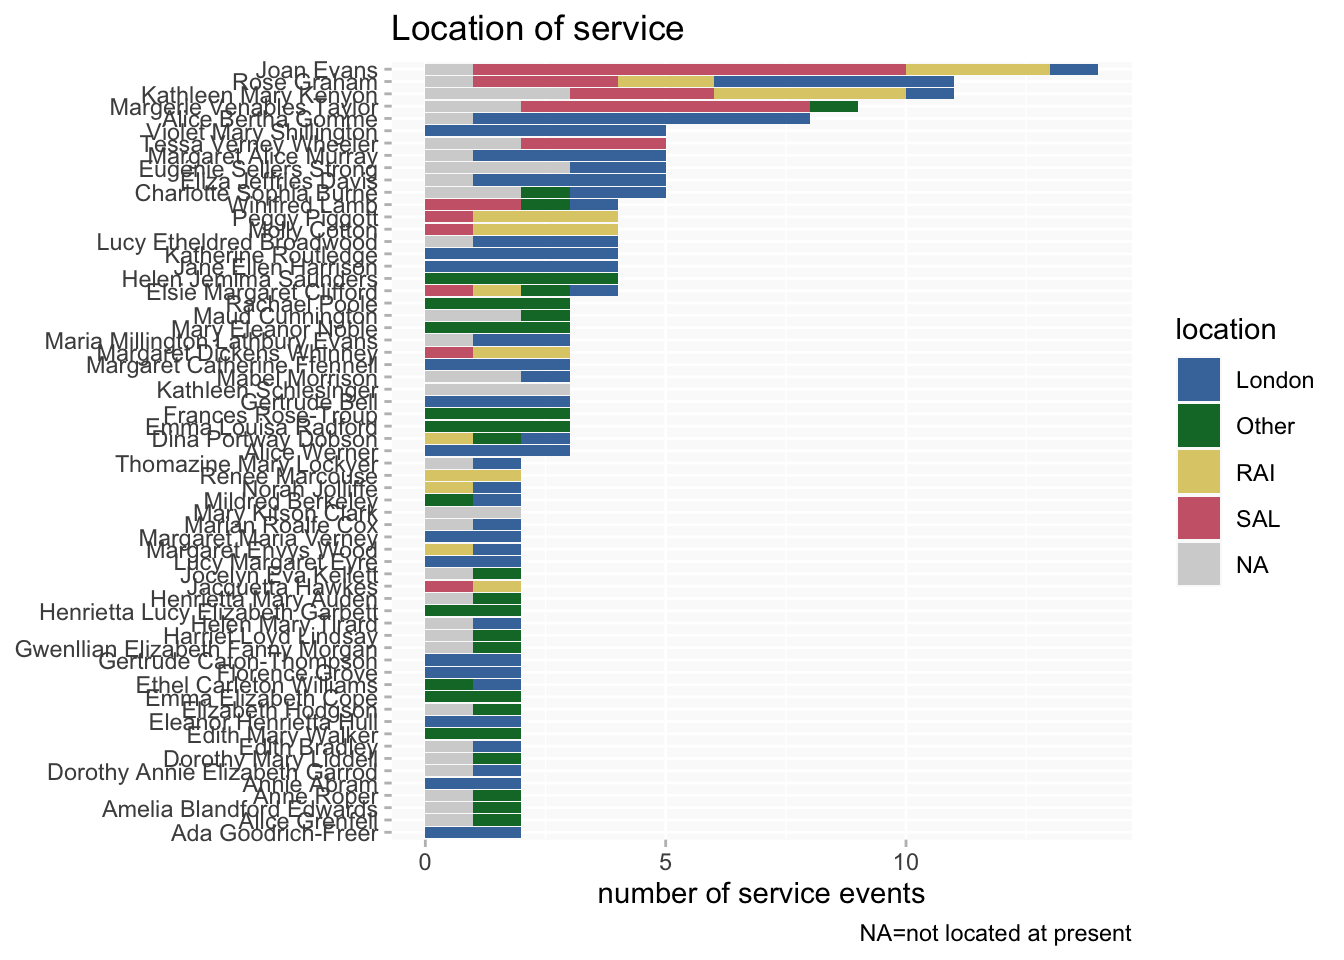 Location of service
Joan Evans
Rose Graham
Kathleen Mary Kenyon
Margerie Venables Taylor
Alice Bertha Gomme
Violet Mary Shillington
Tessa Verney Wheeler
Margaret Alice Murray
Eugenie Sellers Strong
Eliza Jeffries Davis
Charlotte Sophia Burne
Winifred Lamb
Peggy Piggott
Molly Cotton
Lucy Etheldred Broadwood
Katherine Routledge
Jane Ellen Harrison
Helen Jemima Saunders
Elsie Margaret Clifford
Rachael Poole
Maud Cunnington
Mary Eleanor Noble
Maria Millington Lathbury Evans
Margaret Dickens Whinney
Margaret Catherine Ffennell
Mabel Morrison
Kathleen Schlesinger
Gertrude Bell
Frances Rose-Troup
Emma Louisa Radford
Dina Portway Dobson
Alice Werner
Thomazine Mary Lockyer
Renee Marcouse
Norah Jolliffe
Mildred Berkeley
Mary Kitson Clark
Marian Roalfe Cox
Margaret Maria Verney
Margaret Enyys Wood
Lucy Margaret Eyre
Jocelyn Eva Kellett
Jacquetta Hawkes
Henrietta Mary Auden
Henrietta Lucy Elizabeth Garbett
Helen Mary Tirard
Harriet Loyd Lindsay
Gwenllian Elizabeth Fanny Morgan
Gertrude Caton-Thompson
Florence Grove
Ethel Carleton Williams
Emma Elizabeth Cope
Elizabeth Hodgson
Eleanor Henrietta Hull
Edith Mary Walker
Edith Bradley
Dorothy Mary Liddell
Dorothy Annie Elizabeth Garrod
Annie Abram
Anne Roper
Amelia Blandford Edwards
Alice Grenfell
Ada Goodrich-Freer
0 5 10
number of service events
NA=not located at present
location
London
Other
RAI
SAL
NA